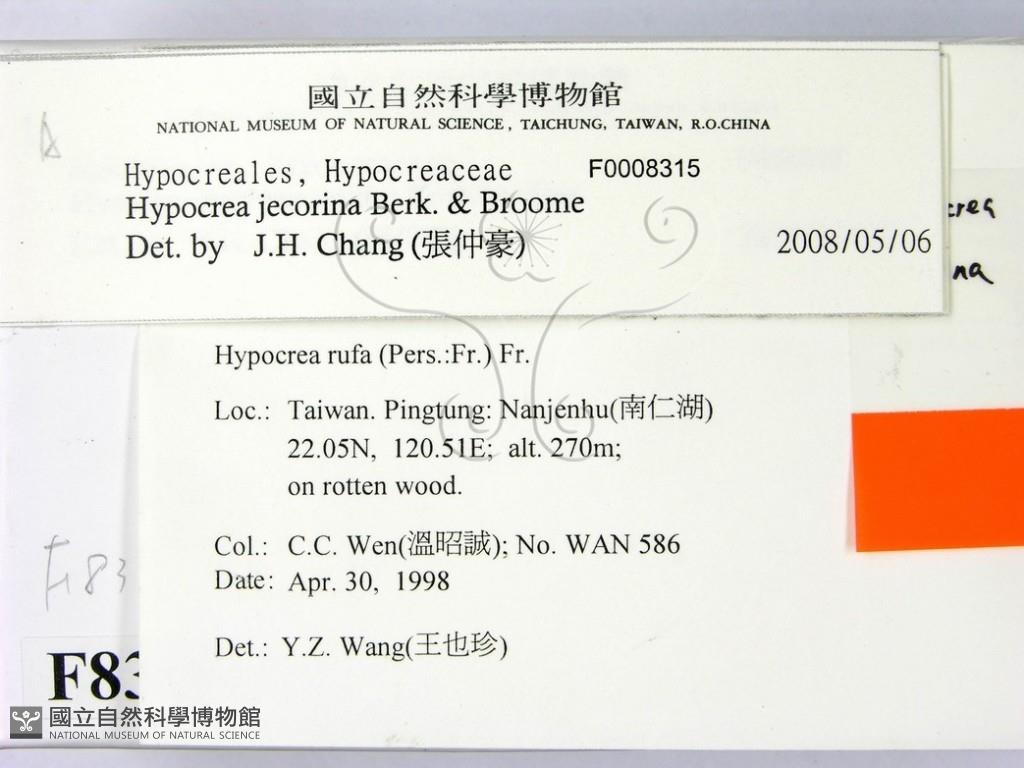 國立自然科學博物館
NATIONAL MUSEUM OF NATURAL SCIENCE, TAICHUNG, TAIWAN, R.O.CHINA
Hypocreales, Hypocreaceae F0008315
Hypocrea jecorina Berk. & Broome
Det. by J.H. Chang (張仲豪) 2008/05/06
crea
na
Hypocrea rufa (Pers.:Fr.) Fr.
Loc.: Taiwan. Pingtung: Nanjenhu(南仁湖)
22.05N, 120.51E; alt. 270m;
on rotten wood.
Col.: C.C. Wen(溫昭誠); No. WAN 586
Date: Apr. 30, 1998
Det.: Y.Z. Wang(王也珍)
F83
國立自然科學博物館
NATIONAL MUSEUM OF NATURAL SCIENCE